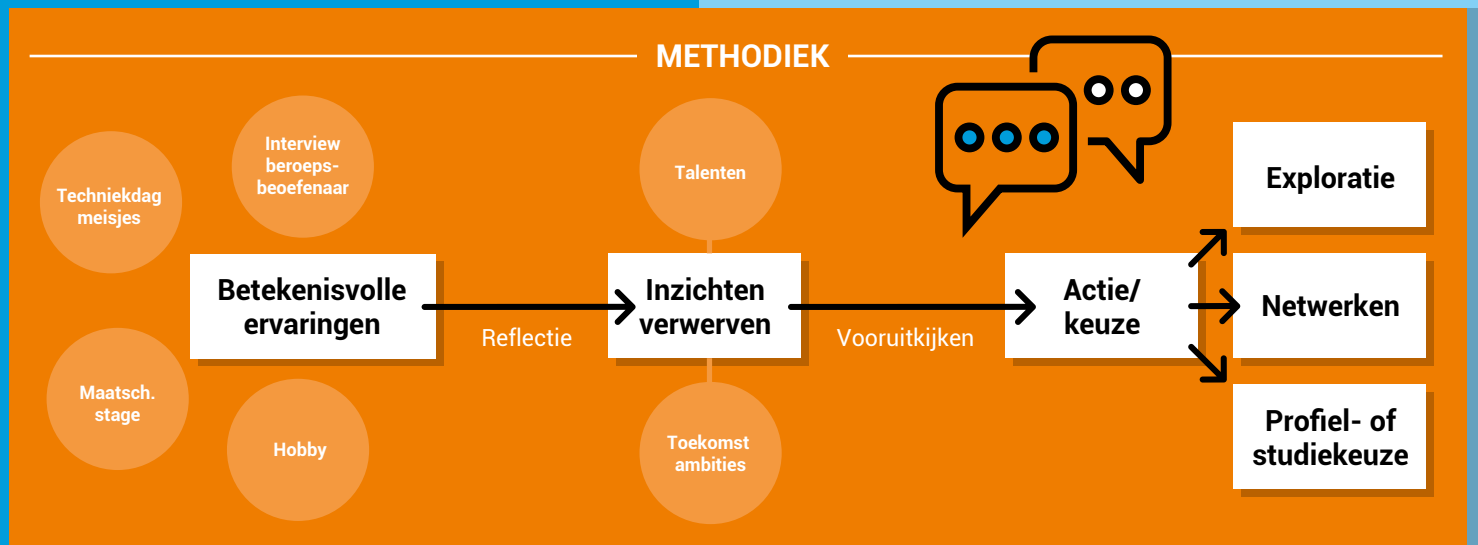 METHODIEK
Techniekdag
meisjes
Interview
beroeps-
beoefenaar
Betekenisvolle
ervaringen
Maatsch.
stage
Hobby
Reflectie
Talenten
Inzichten
verwerven
Toekomst
ambities
Vooruitkijken
Actie/
keuze
Exploratie
Netwerken
Profiel- of
studiekeuze